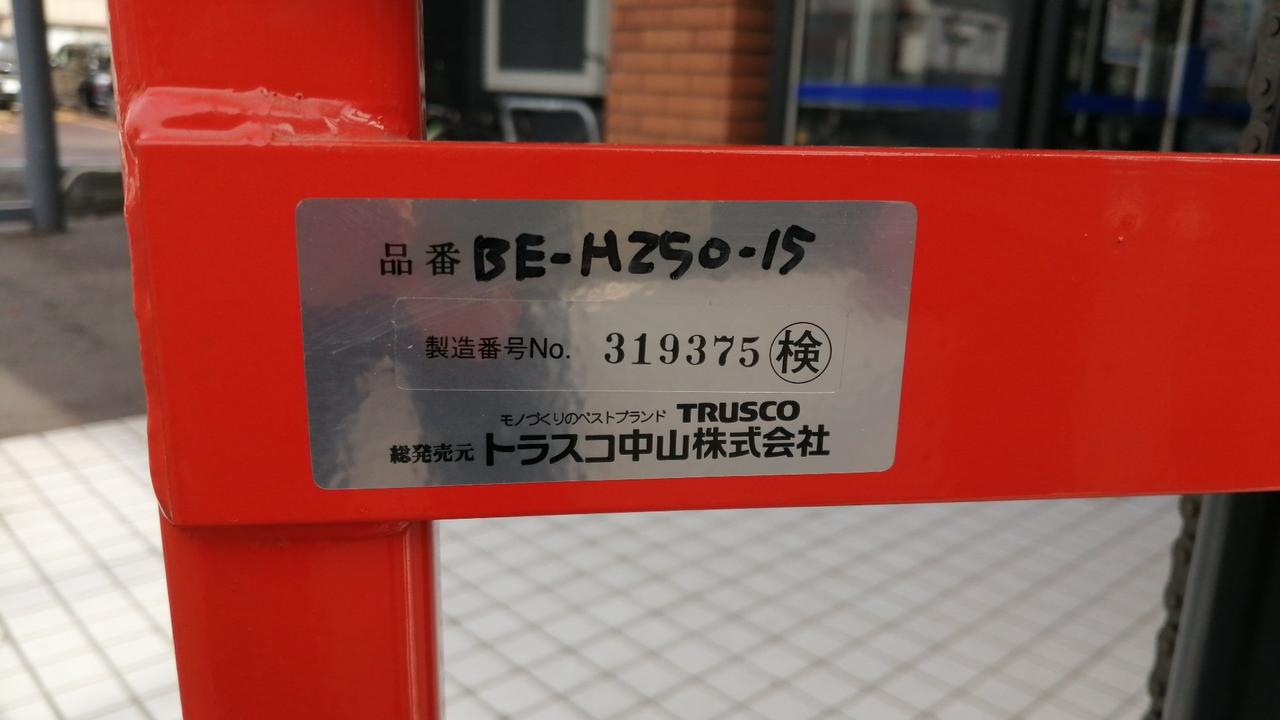 品番 BE-H250-15
製造番号No. 319375 検
モノづくりのベストブランド TRUSCO
総発売元 トラスコ中山株式会社